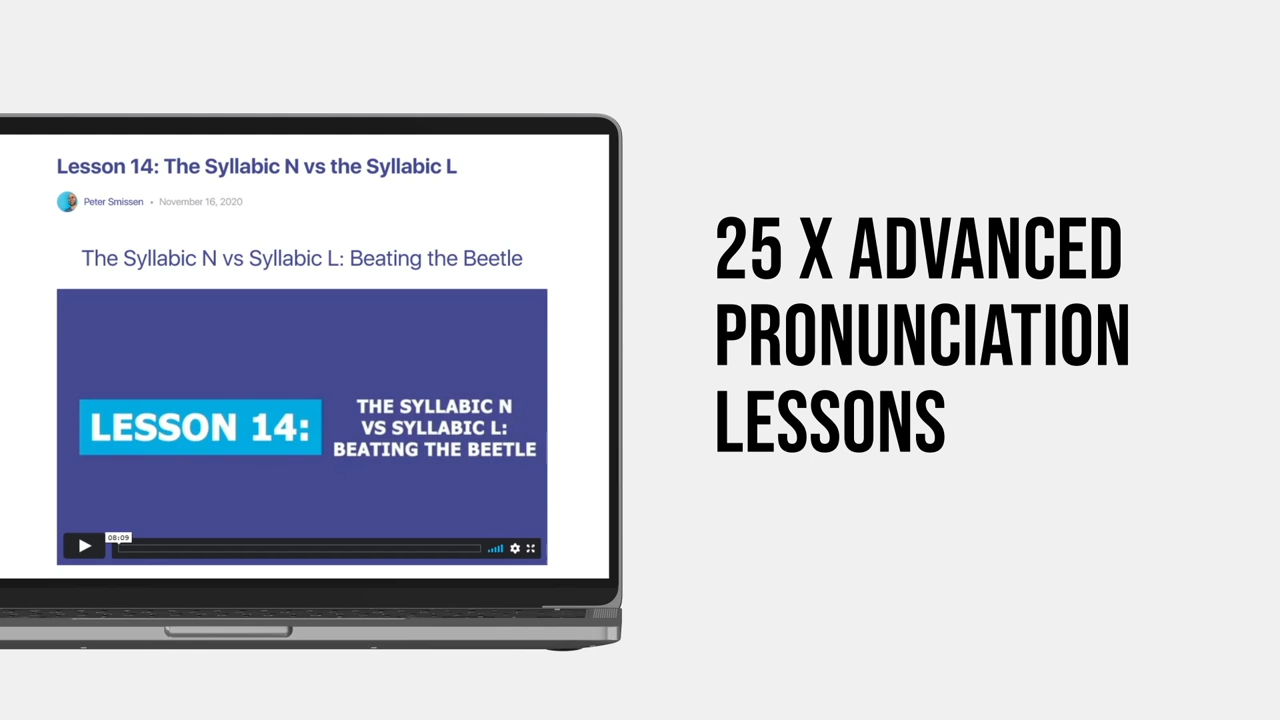 Lesson 14: The Syllabic N vs the Syllabic L
Peter Smissen • November 16, 2020
The Syllabic N vs Syllabic L: Beating the Beetle
LESSON 14:
THE SYLLABIC N
VS SYLLABIC L:
BEATING THE BEETLE
08:09
25 X ADVANCED
PRONUNCIATION
LESSONS